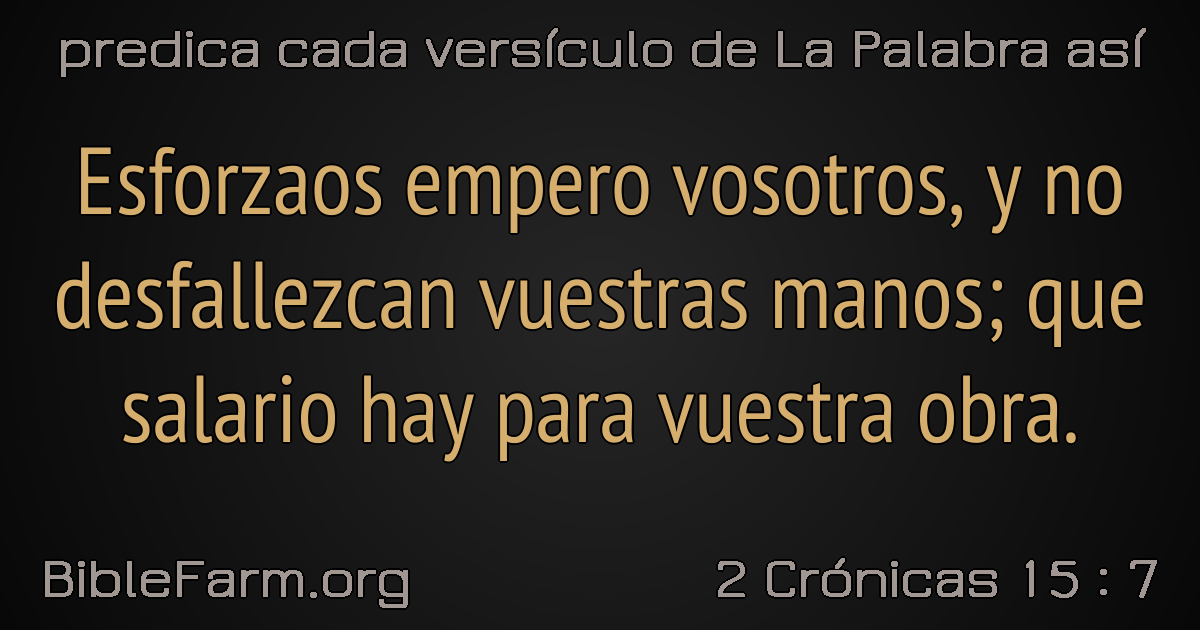 predica cada versículo de La Palabra así
Esforzaos empero vosotros, y no
desfallezcan vuestras manos; que
salario hay para vuestra obra.
BibleFarm.org
2 Crónicas 15 : 7